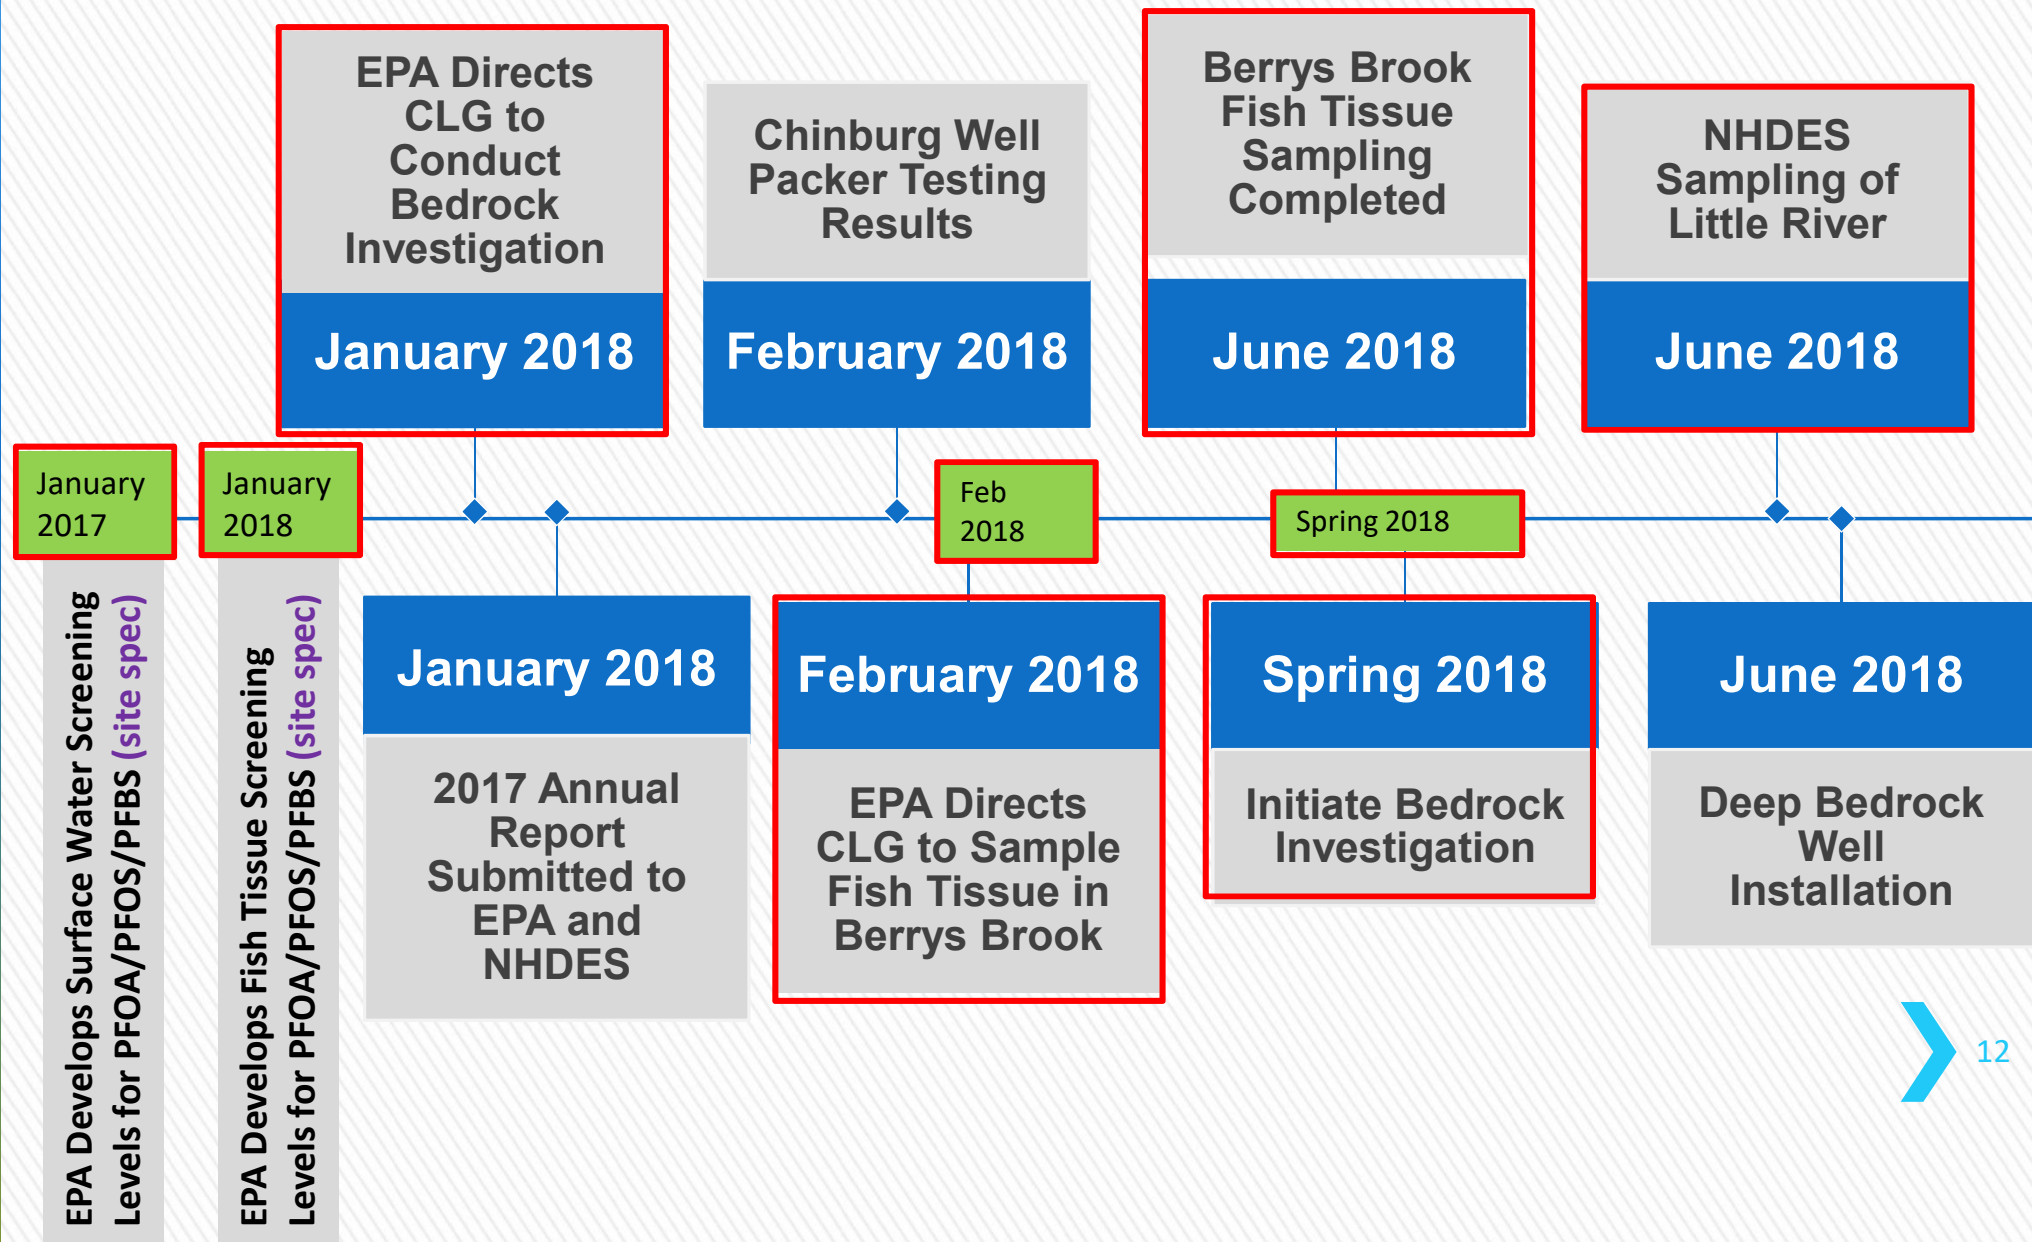 EPA Directs
CLG to
Conduct
Bedrock
Investigation
January 2018
Chinburg Well
Packer Testing
Results
February 2018
Berrys Brook
Fish Tissue
Sampling
Completed
June 2018
NHDES
Sampling of
Little River
June 2018
January
2017
January
2018
Feb
2018
Spring 2018
EPA Develops Surface Water Screening
Levels for PFOA/PFOS/PFBS (site spec)
EPA Develops Fish Tissue Screening
Levels for PFOA/PFOS/PFBS (site spec)
January 2018
2017 Annual
Report
Submitted to
EPA and
NHDES
February 2018
EPA Directs
CLG to Sample
Fish Tissue in
Berrys Brook
Spring 2018
Initiate Bedrock
Investigation
June 2018
Deep Bedrock
Well
Installation
12